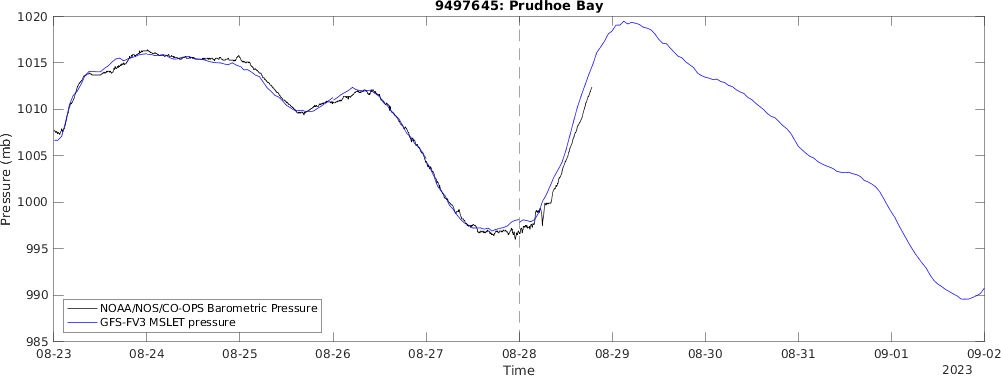 9497645: Prudhoe Bay
1020
1015
1010
1005
1000
995
990
985
Pressure (mb)
NOAA/NOS/CO-OPS Barometric Pressure
GFS-FV3 MSLET pressure
08-23 08-24 08-25 08-26 08-27 08-28 08-29 08-30 08-31 09-01 09-02
Time
2023